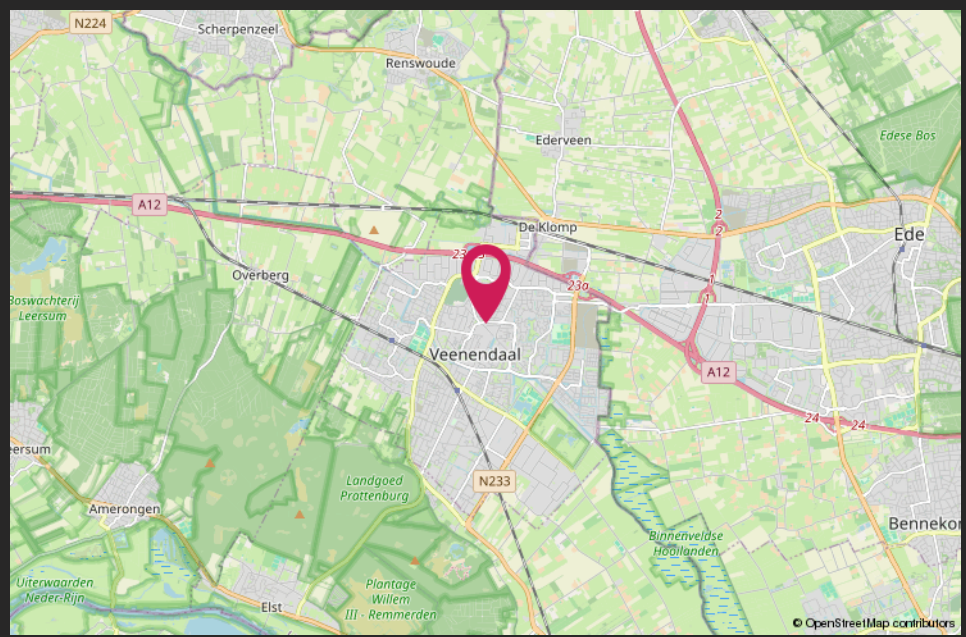 N224
Scherpenzeel
Renswoude
Ederveen
Edese Bos
A12
2
2
De Klomp
Ede
Overberg
23a
1
1
Boswachterij
Leersum
Veenendaal
A12
24
24
eersum
N233
Landgoed
Prattenburg
Amerongen
Bennekor
Binnenveldse
Hooilanden
Uiterwaarden
Neder-Rijn
Plantage
Willem
III - Remmerden
Elst
© OpenStreetMap contributors